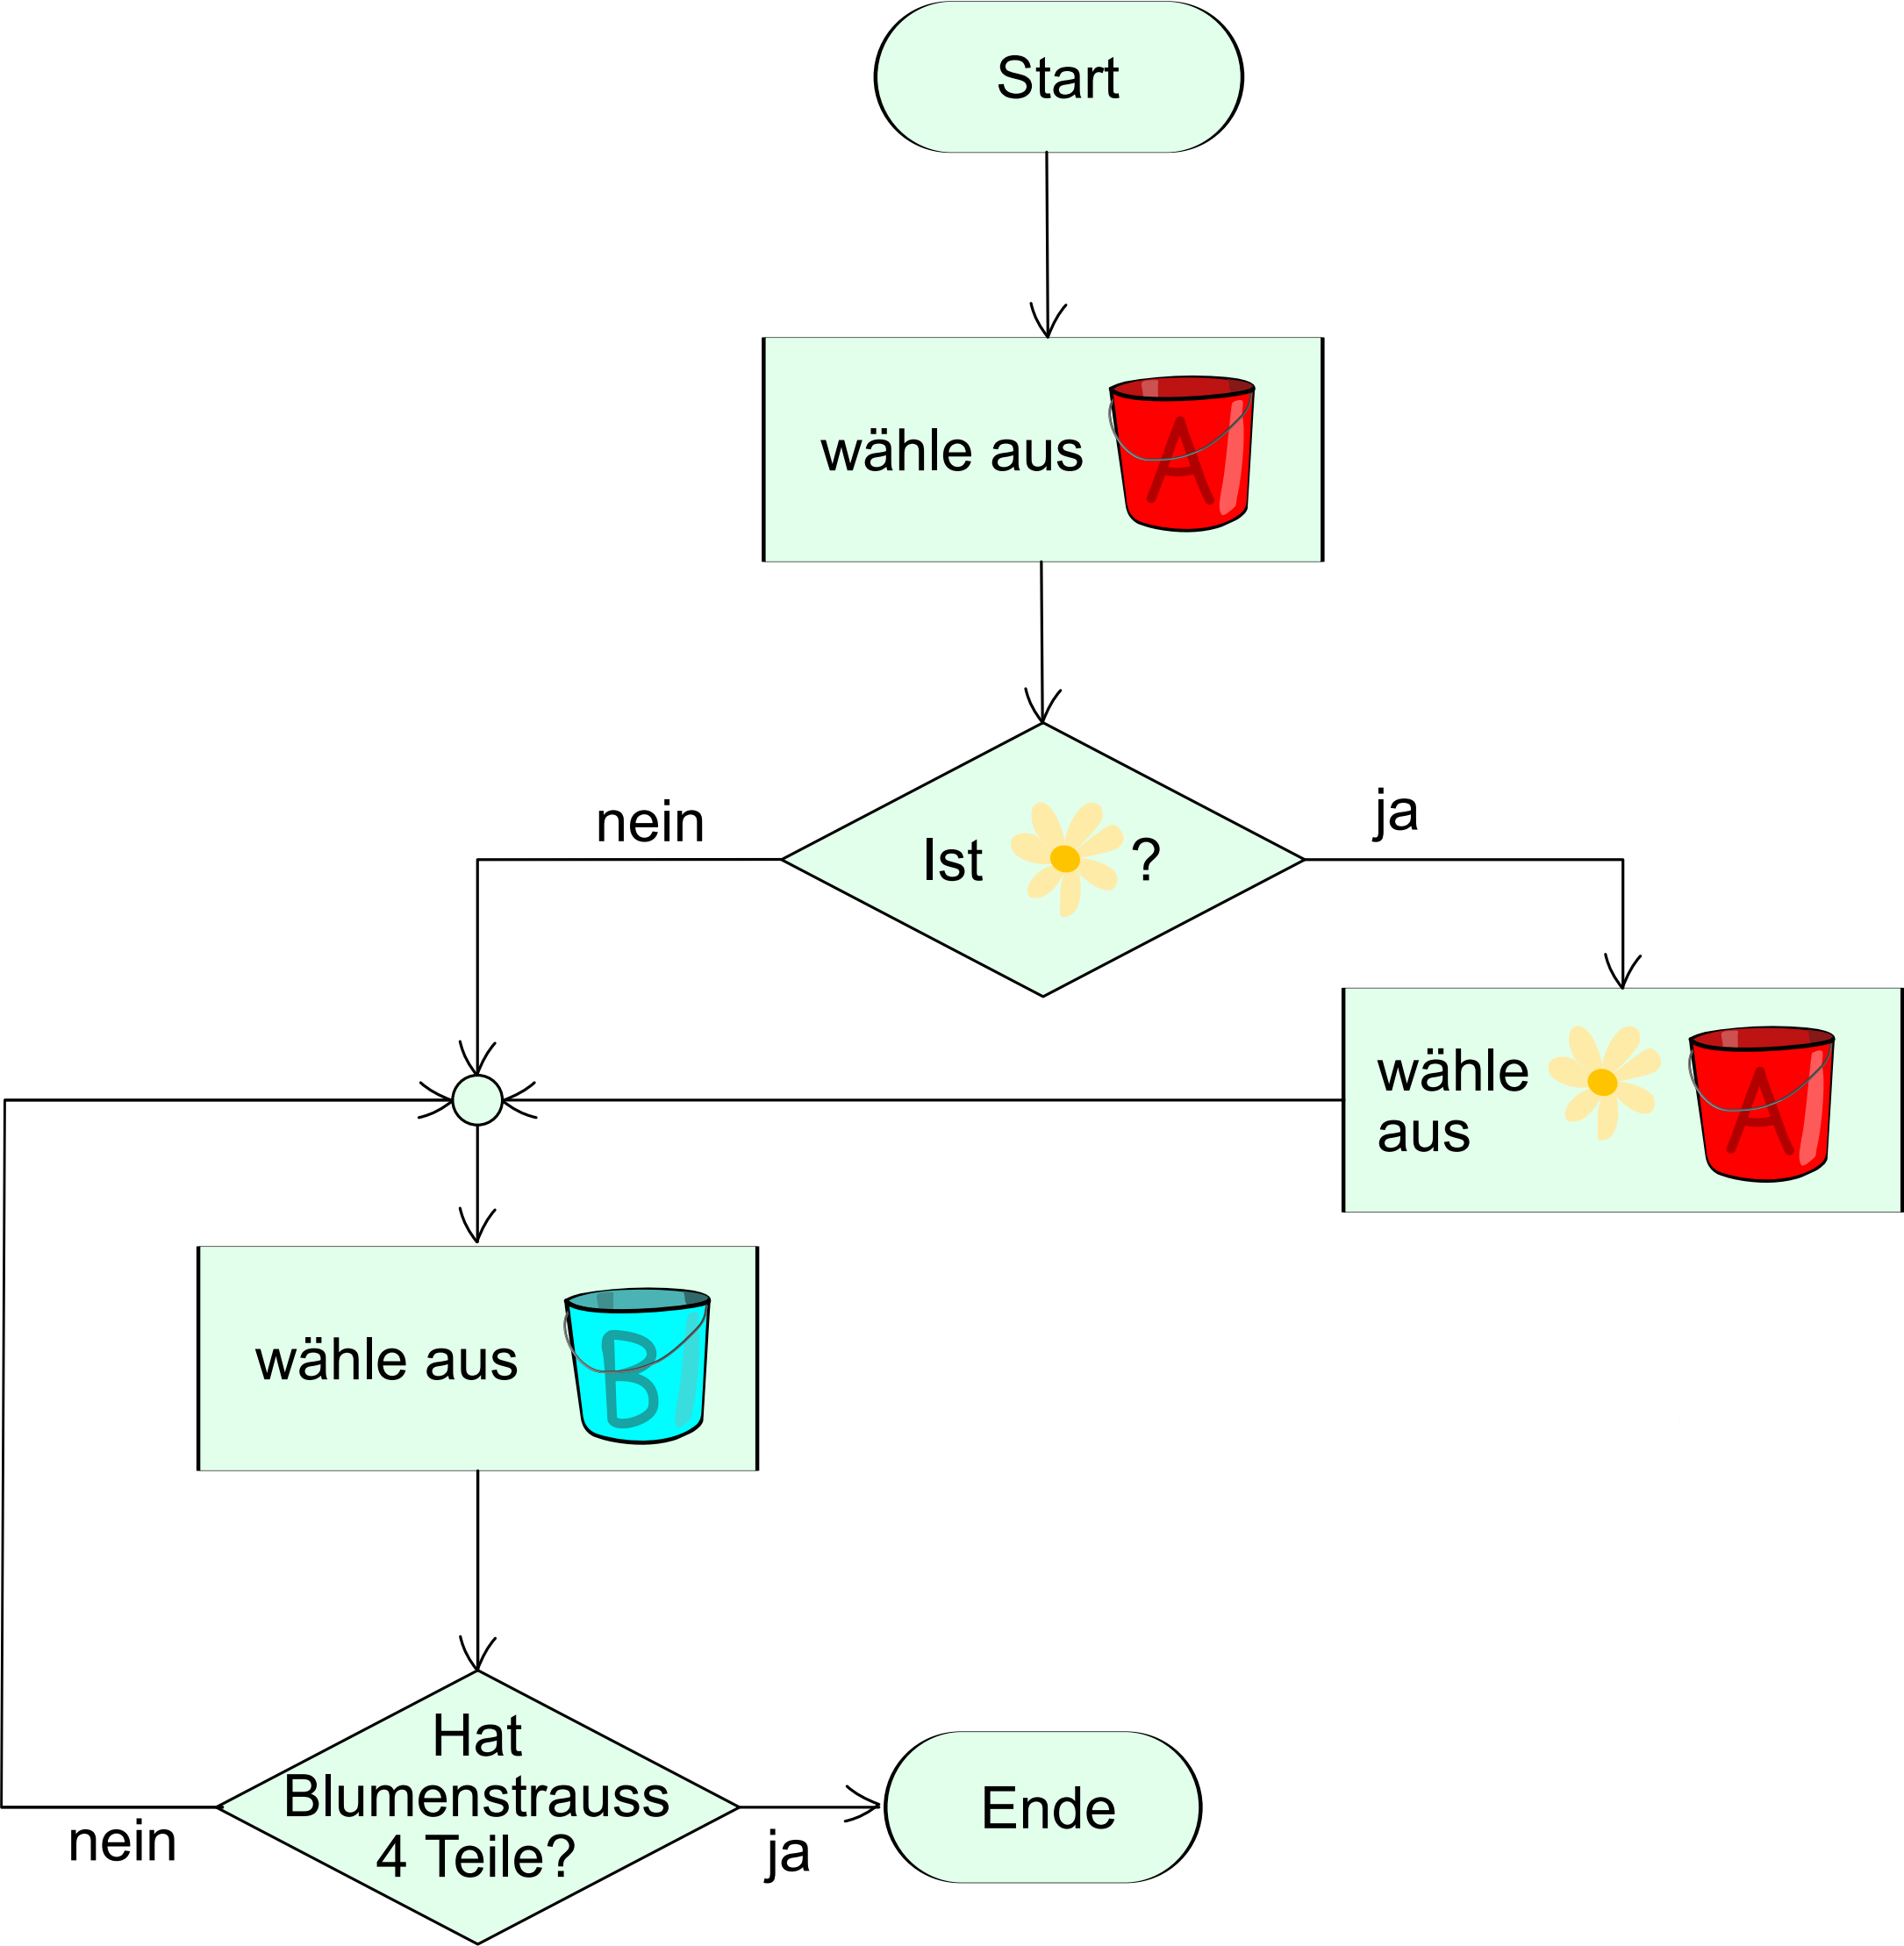 Start
wähle aus A
nein
ja
Ist ?
wähle
aus A
wähle aus B
Hat
Blumenstrauss
4 Teile?
nein
ja
Ende